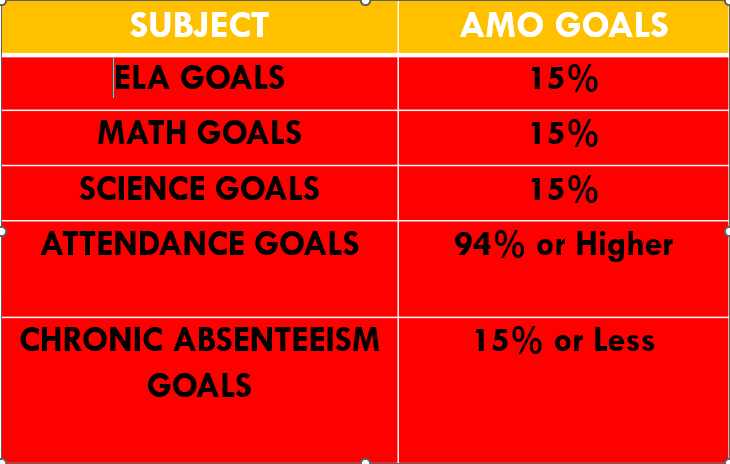 SUBJECT AMO GOALS
ELA GOALS 15%
MATH GOALS 15%
SCIENCE GOALS 15%
ATTENDANCE GOALS 94% or Higher
CHRONIC ABSENTEEISM 15% or Less
GOALS